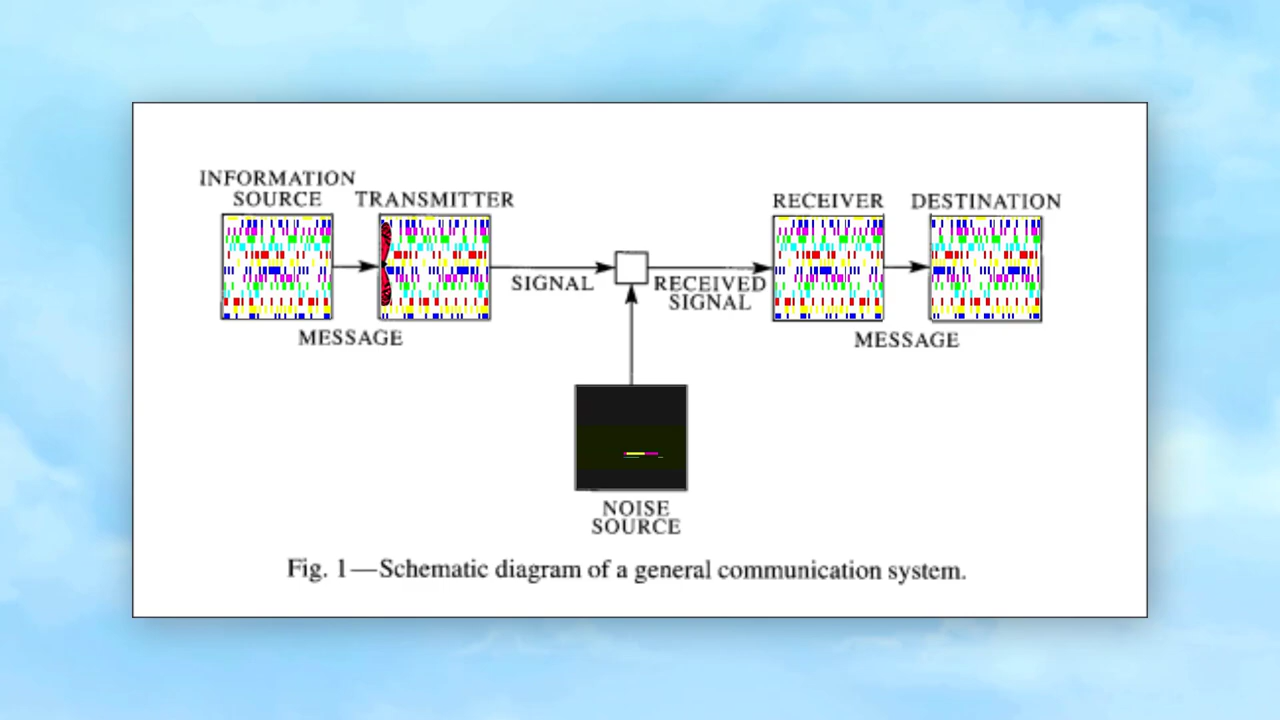 INFORMATION
SOURCE
TRANSMITTER
RECEIVER
DESTINATION
SIGNAL
RECEIVED
SIGNAL
MESSAGE
MESSAGE
NOISE
SOURCE
Fig. 1—Schematic diagram of a general communication system.